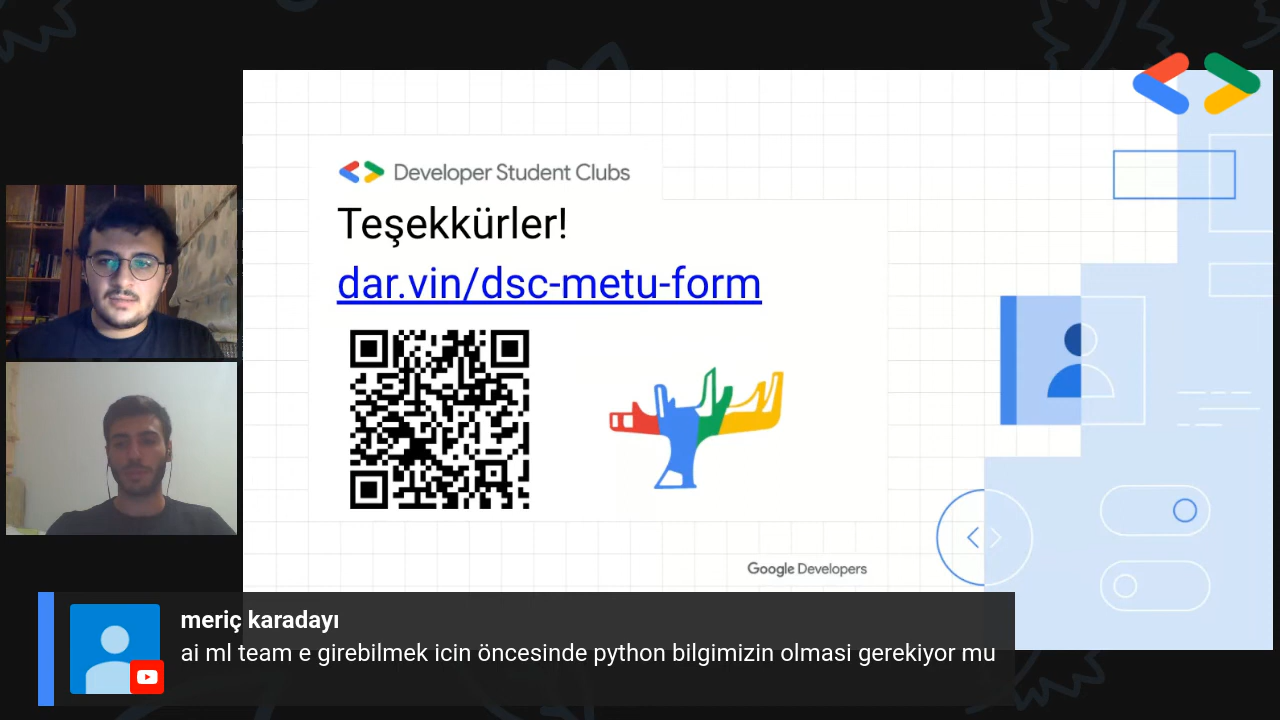 Developer Student Clubs
Teşekkürler!
dar.vin/dsc-metu-form
Google Developers
meriç karadayı
ai ml team e girebilmek icin öncesinde python bilgimizin olmasi gerekiyor mu